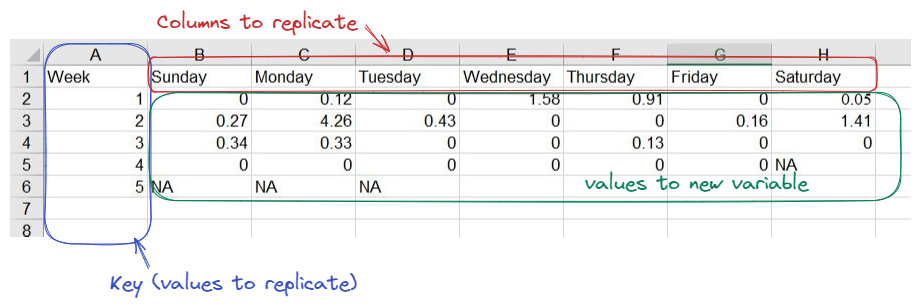 Columns to replicate
A B C D E F G H
1 Week Sunday Monday Tuesday Wednesday Thursday Friday Saturday
2 1 0 0.12 0 1.58 0.91 0 0.05
3 2 0.27 4.26 0.43 0 0 0.16 1.41
4 3 0.34 0.33 0 0 0.13 0 0
5 4 0 0 0 0 0 0 NA
6 5 NA NA NA
values to new variable
7
8
Key (values to replicate)